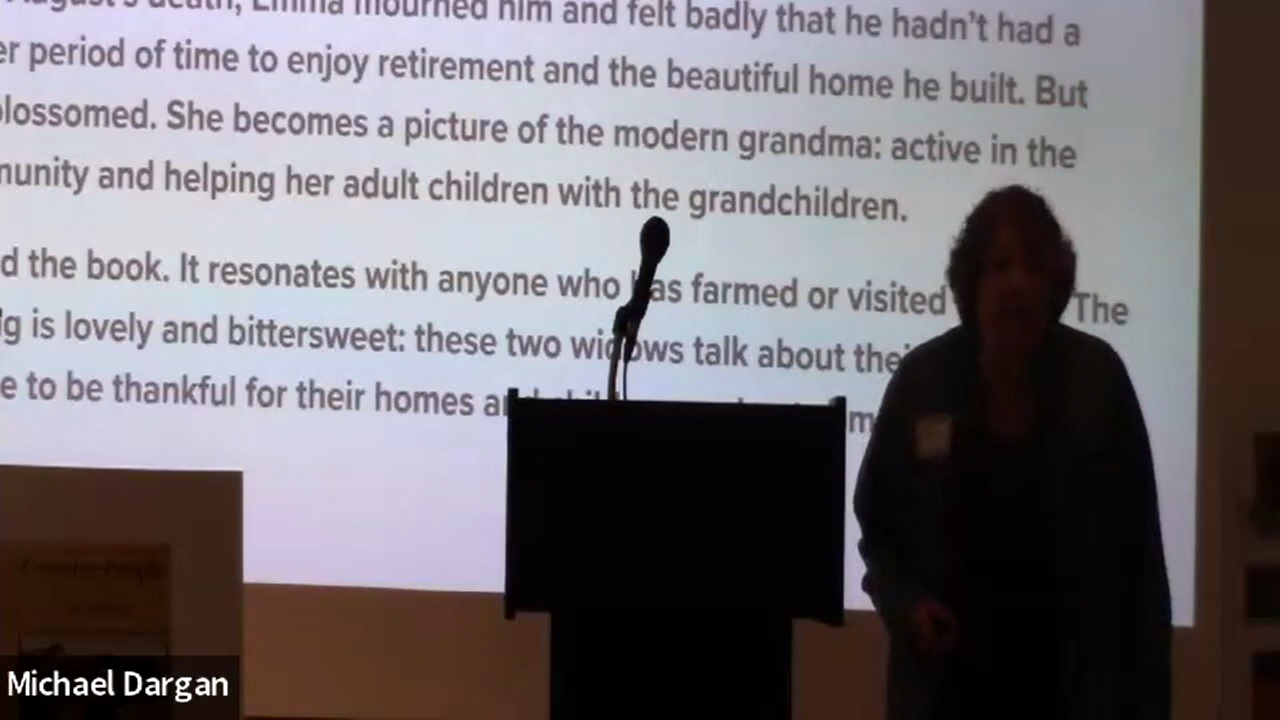 August's death, Emma mourned him and felt badly that he hadn't had a
er period of time to enjoy retirement and the beautiful home he built. But
lossomed. She becomes a picture of the modern grandma: active in the
munity and helping her adult children with the grandchildren.
d the book. It resonates with anyone who has farmed or visited The
g is lovely and bittersweet: these two widows talk about thei
e to be thankful for their homes a m
Michael Dargan